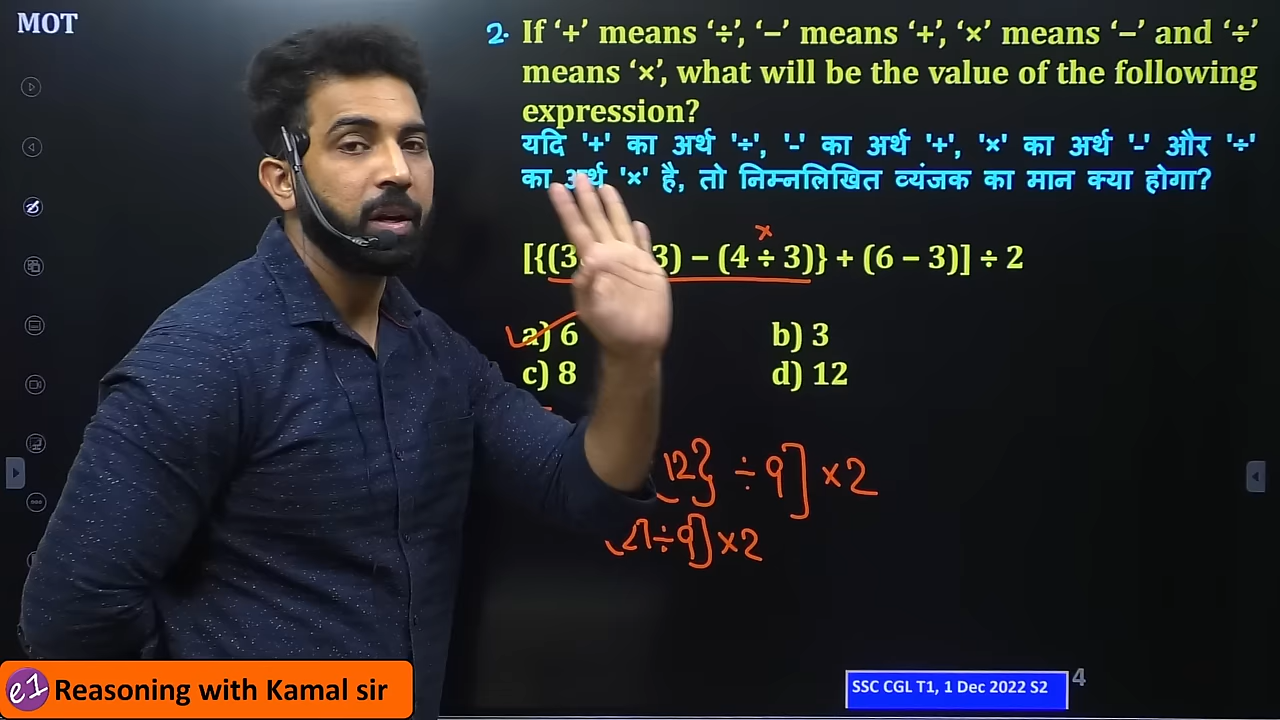 MOT
2. If ‘+’ means ‘÷’, ‘−’ means ‘+’, ‘×’ means ‘−’ and ‘÷’
means ‘×’, what will be the value of the following
expression?
यदि '+' का अर्थ '÷', '-' का अर्थ '+', '×' का अर्थ '-' और '÷'
का अर्थ '×' है, तो निम्नलिखित व्यंजक का मान क्या होगा?
×
[{(3 3) − (4 ÷ 3)} + (6 − 3)] ÷ 2
a) 6 b) 3
c) 8 d) 12
12} ÷ 9] ×2
÷9] ×2
e1 Reasoning with Kamal sir
SSC CGL T1, 1 Dec 2022 S2
4